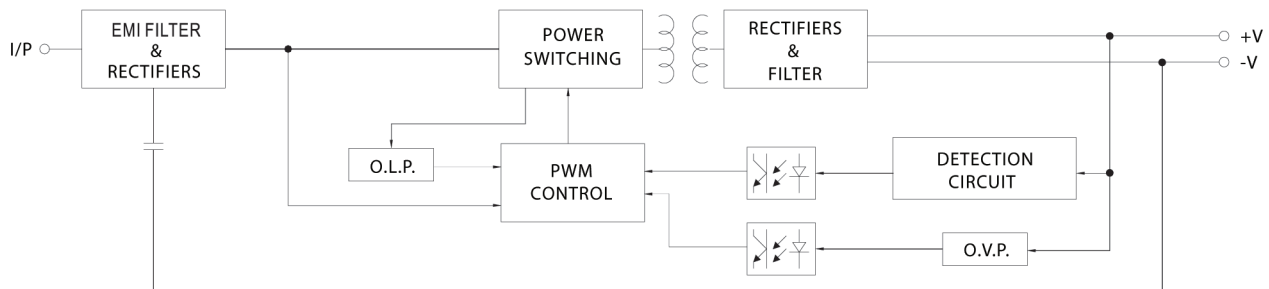 I/P
EMI FILTER
&
RECTIFIERS
POWER
SWITCHING
RECTIFIERS
&
FILTER
+V
-V
O.L.P.
PWM
CONTROL
DETECTION
CIRCUIT
O.V.P.